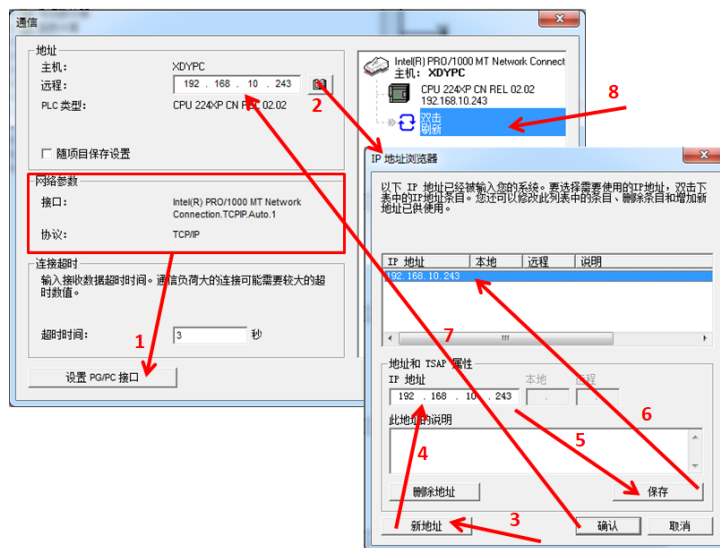 通信
地址
主机: XDYPC
远程: 192 . 168 . 10 . 243
PLC 类型: CPU 224XP CN REL 02.02
随项目保存设置
网络参数
接口: Intel(R) PRO/1000 MT Network
Connection.TCPIP.Auto.1
协议: TCP/IP
连接超时
输入接收数据超时时间。通信负荷大的连接可能需要较大的超
时数值。
超时时间: 3 秒
1
设置 PG/PC 接口
2
Intel(R) PRO/1000 MT Network Connect
主机: XDYPC
CPU 224XP CN REL 02.02
192.168.10.243
双击
刷新
8
IP 地址浏览器
以下 IP 地址已经被输入您的系统。要选择需要使用的IP地址，双击下
表中的IP地址条目。您还可以修改此列表中的条目、删除条目和增加新
地址已供使用。
IP 地址 本地 远程 说明
192.168.10.243
7
地址和 TSAP 属性
IP 地址 本地 远程
192 . 168 . 10 . 243 . .
6
此地址的说明
5
4
删除地址 保存
3
新地址 确认 取消